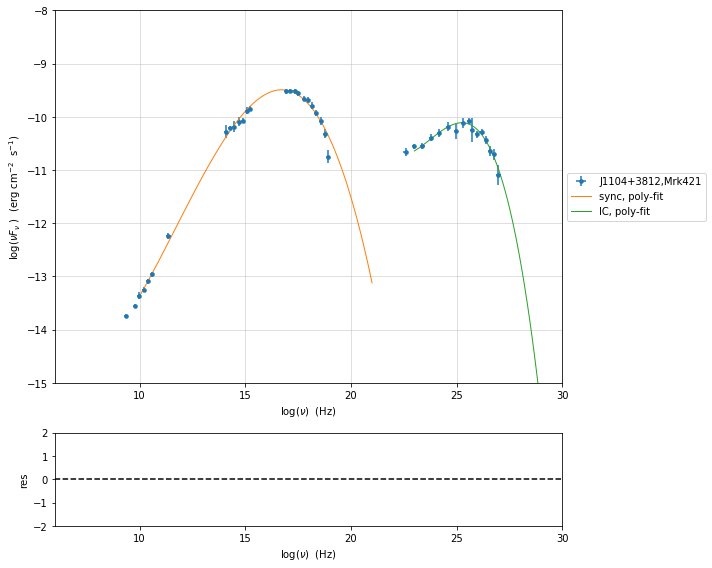 −8
−9
−10
−11
−12
−13
−14
−15
log(νF_ν ) (erg cm⁻² s⁻¹)
10 15 20 25 30
log(ν) (Hz)
J1104+3812,Mrk421
sync, poly-fit
IC, poly-fit
2
1
0
−1
−2
res
10 15 20 25 30
log(ν) (Hz)